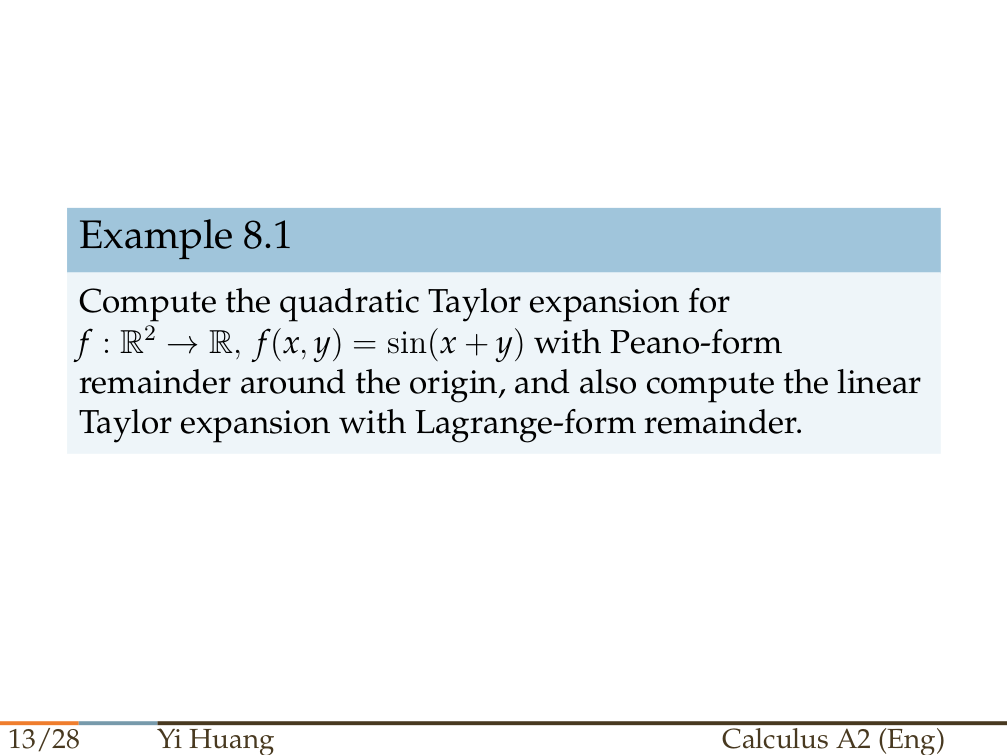 Example 8.1
Compute the quadratic Taylor expansion for
f : ℝ² → ℝ, f(x, y) = sin(x + y) with Peano-form
remainder around the origin, and also compute the linear
Taylor expansion with Lagrange-form remainder.
13/28 Yi Huang Calculus A2 (Eng)